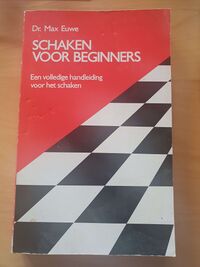 Dr. Max Euwe
SCHAKEN
VOOR BEGINNERS
Een volledige handleiding
voor het schaken